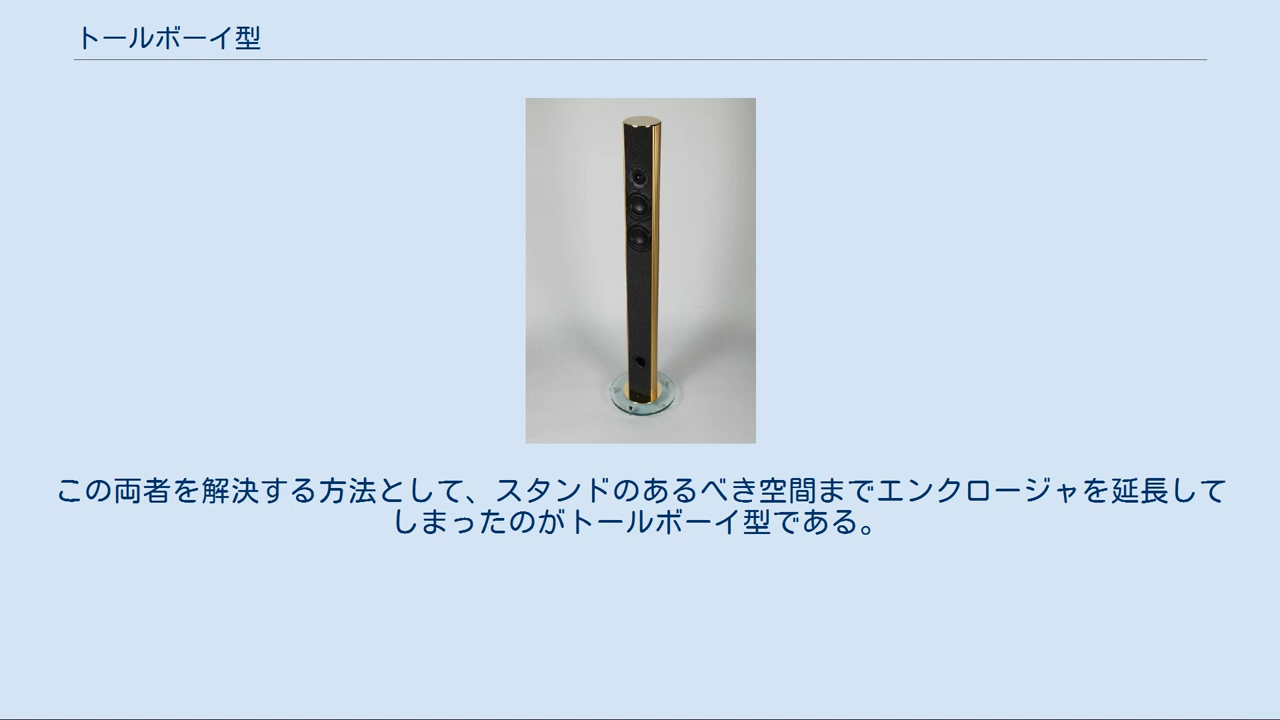 トールボーイ型
この両者を解決する方法として、スタンドのあるべき空間までエンクロージャを延長して
しまったのがトールボーイ型である。